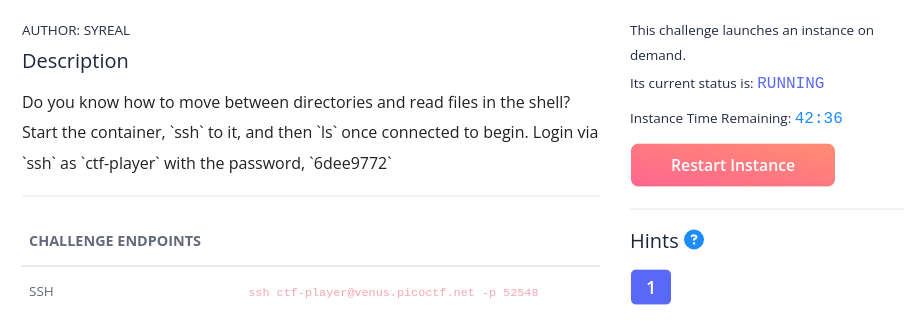 AUTHOR: SYREAL
Description
Do you know how to move between directories and read files in the shell?
Start the container, `ssh` to it, and then `ls` once connected to begin. Login via
`ssh` as `ctf-player` with the password, `6dee9772`
CHALLENGE ENDPOINTS
SSH
ssh ctf-player@venus.picoctf.net -p 52548
This challenge launches an instance on
demand.
Its current status is: RUNNING
Instance Time Remaining: 42:36
Restart Instance
Hints ?
1